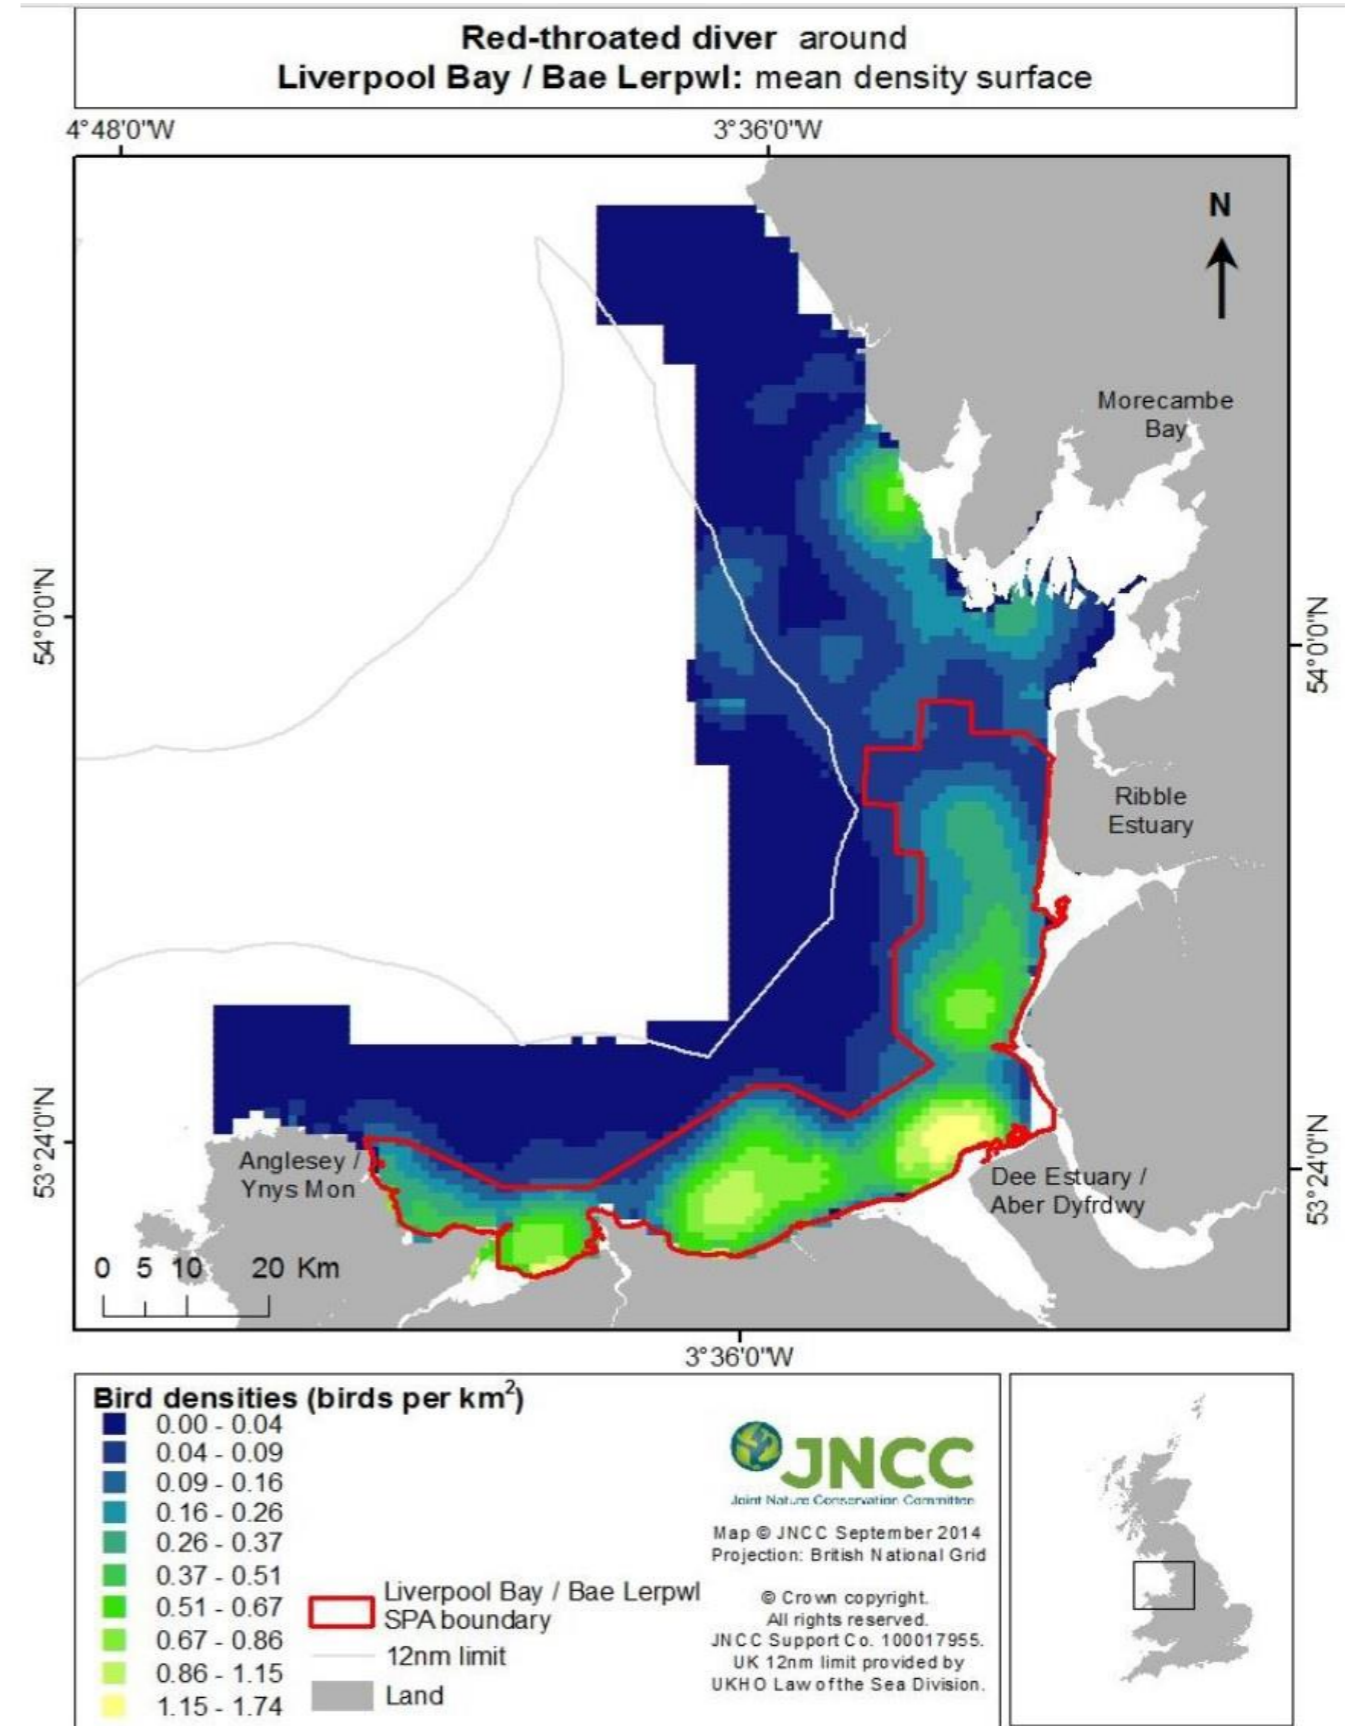 Red-throated diver around
Liverpool Bay / Bae Lerpwl: mean density surface
4°48'0"W
3°36'0"W
N
Morecambe
Bay
54°0'0"N
54°0'0"N
Ribble
Estuary
53°24'0"N
53°24'0"N
Anglesey /
Ynys Mon
Dee Estuary /
Aber Dyfrdwy
0 5 10 20 Km
3°36'0"W
Bird densities (birds per km²)
0.00 - 0.04
0.04 - 0.09
0.09 - 0.16
0.16 - 0.26
0.26 - 0.37
0.37 - 0.51
0.51 - 0.67
0.67 - 0.86
0.86 - 1.15
1.15 - 1.74
Liverpool Bay / Bae Lerpwl
SPA boundary
12nm limit
Land
JNCC
Joint Nature Conservation Committee
Map © JNCC September 2014
Projection: British National Grid
© Crown copyright.
All rights reserved.
JNCC Support Co. 100017955.
UK 12nm limit provided by
UKHO Law of the Sea Division.